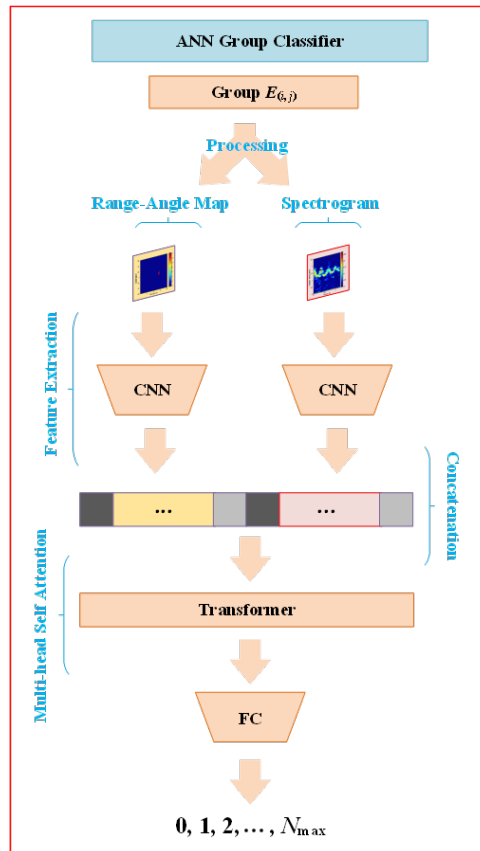 ANN Group Classifier
Group E(i, j)
Processing
Range-Angle Map
Spectrogram
Feature Extraction
CNN
CNN
Concatenation
...
...
Multi-head Self Attention
Transformer
FC
0, 1, 2, ..., Nmax